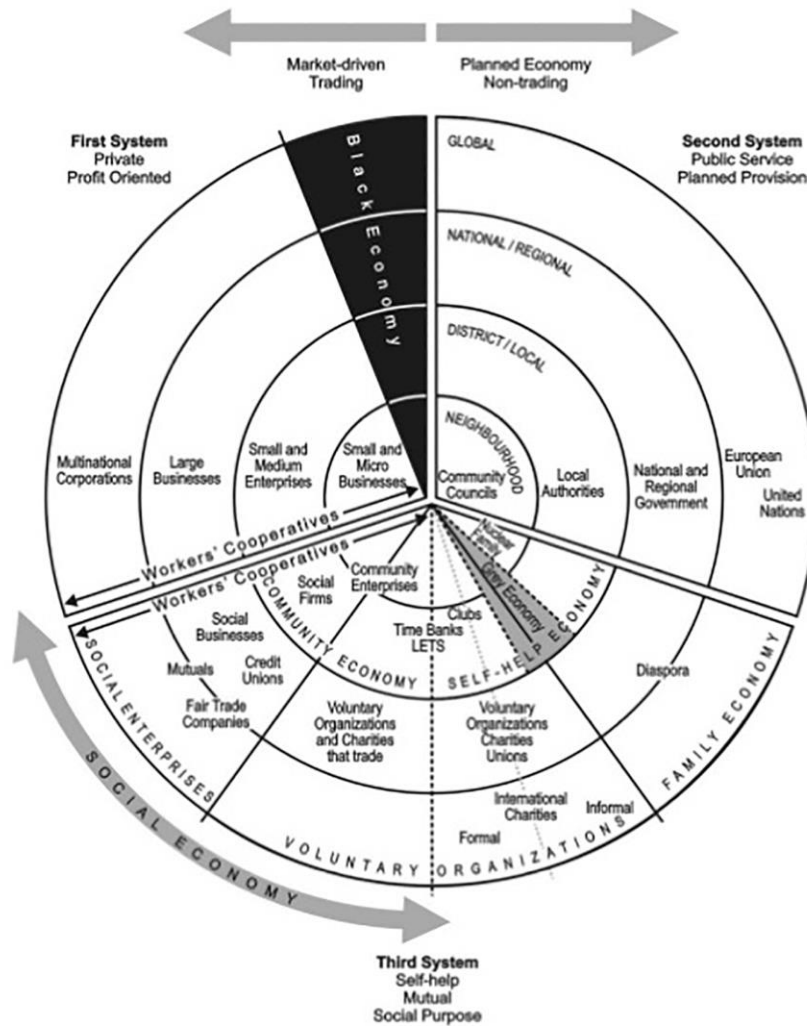 Market-driven
Trading
Planned Economy
Non-trading
First System
Private
Profit Oriented
Second System
Public Service
Planned Provision
Black Economy
GLOBAL
NATIONAL / REGIONAL
DISTRICT / LOCAL
NEIGHBOURHOOD
Multinational
Corporations
Large
Businesses
Small and
Medium
Enterprises
Small and
Micro
Businesses
Community
Councils
Local
Authorities
National and
Regional
Government
European
Union
United
Nations
Workers' Cooperatives
Workers' Cooperatives
Nuclear
Family
Grey Economy
Community
Enterprises
Social
Firms
COMMUNITY ECONOMY
SELF-HELP ECONOMY
Clubs
Time Banks
LETS
Social
Businesses
Mutuals
Credit
Unions
Fair Trade
Companies
Voluntary
Organizations
and Charities
that trade
Voluntary
Organizations
Charities
Unions
Diaspora
International
Charities
Informal
Formal
SOCIAL ENTERPRISES
VOLUNTARY ORGANIZATIONS
FAMILY ECONOMY
SOCIAL ECONOMY
Third System
Self-help
Mutual
Social Purpose